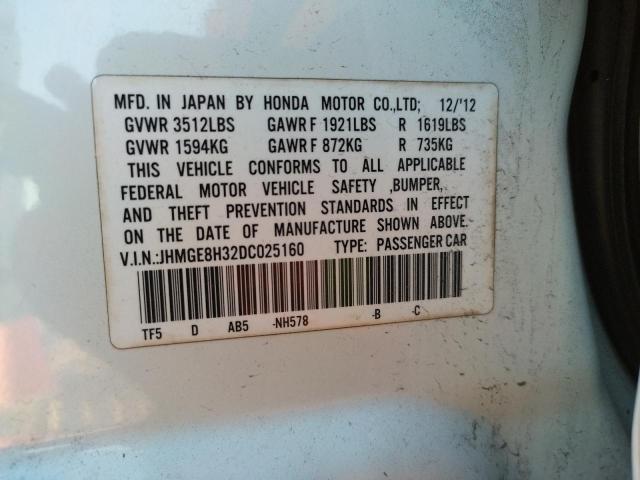 MFD. IN JAPAN BY HONDA MOTOR CO.,LTD; 12/'12
GVWR 3512LBS GAWR F 1921LBS R 1619LBS
GVWR 1594KG GAWR F 872KG R 735KG
THIS VEHICLE CONFORMS TO ALL APPLICABLE
FEDERAL MOTOR VEHICLE SAFETY ,BUMPER,
AND THEFT PREVENTION STANDARDS IN EFFECT
ON THE DATE OF MANUFACTURE SHOWN ABOVE.
V.I.N.:JHMGE8H32DC025160 TYPE: PASSENGER CAR
TF5 D AB5 -NH578 -B -C